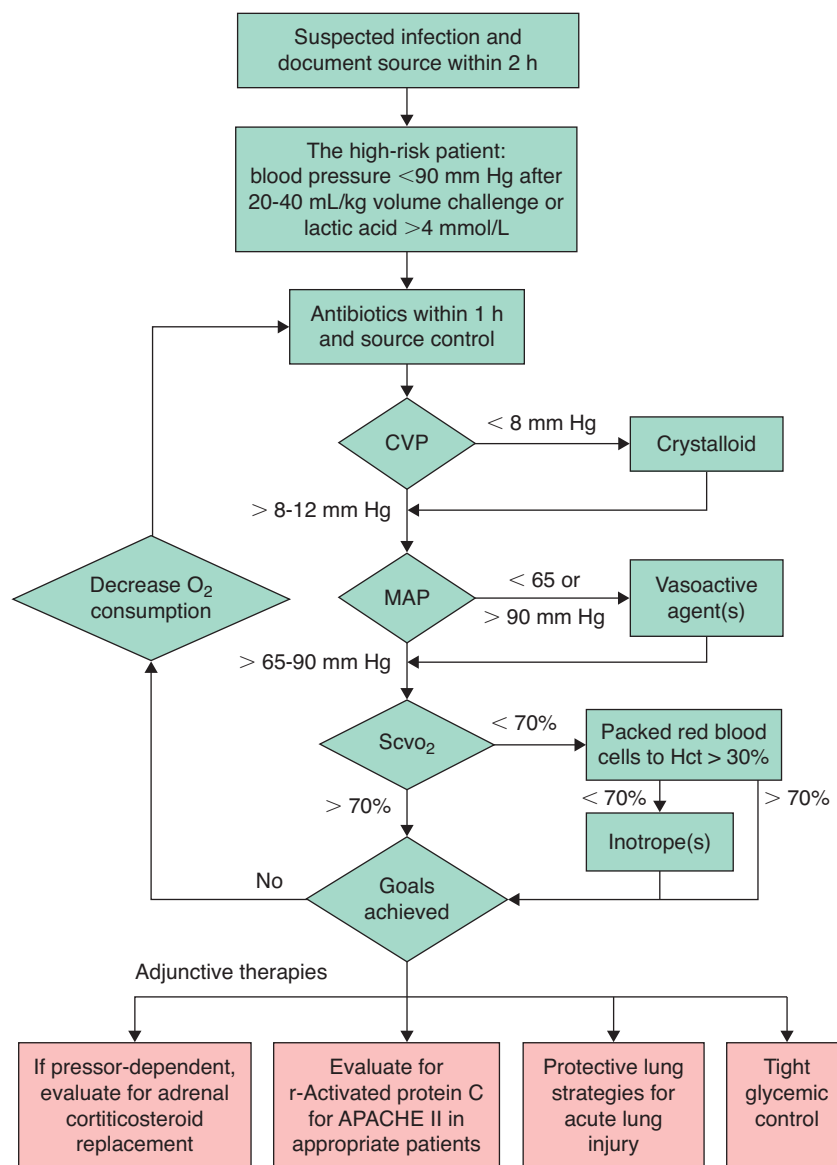 Suspected infection and
document source within 2 h
The high-risk patient:
blood pressure <90 mm Hg after
20-40 mL/kg volume challenge or
lactic acid >4 mmol/L
Antibiotics within 1 h
and source control
CVP
< 8 mm Hg
Crystalloid
> 8-12 mm Hg
Decrease O₂
consumption
MAP
< 65 or
> 90 mm Hg
Vasoactive
agent(s)
> 65-90 mm Hg
Scvo₂
< 70%
Packed red blood
cells to Hct > 30%
> 70%
< 70%
> 70%
Inotrope(s)
No
Goals
achieved
Adjunctive therapies
If pressor-dependent,
evaluate for adrenal
cortiticosteroid
replacement
Evaluate for
r-Activated protein C
for APACHE II in
appropriate patients
Protective lung
strategies for
acute lung
injury
Tight
glycemic
control